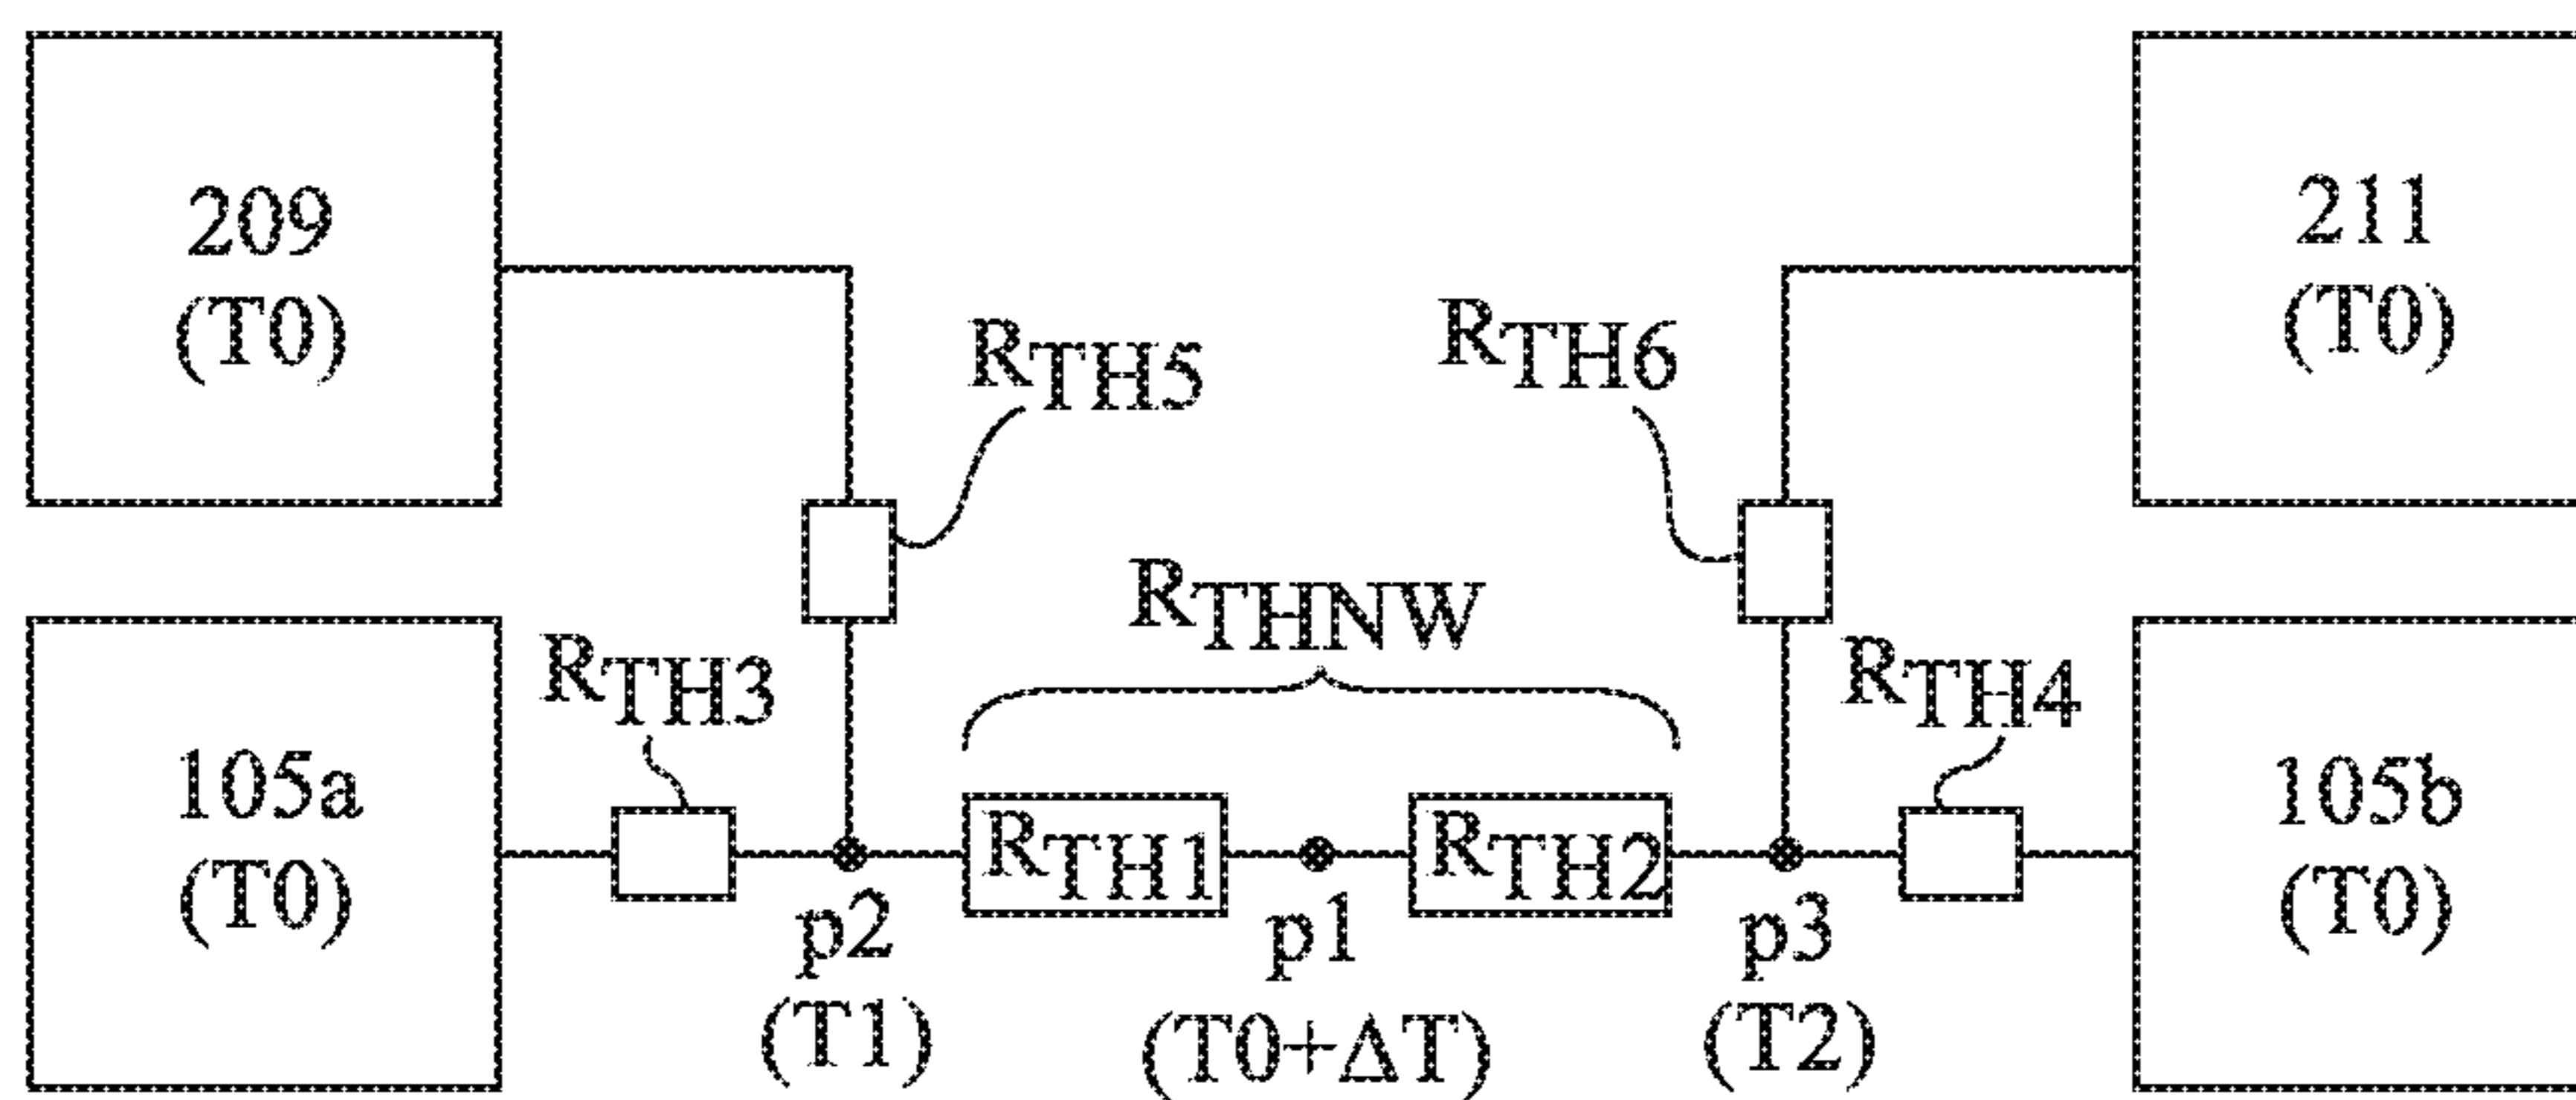 209
(T0)
211
(T0)
RTH5
RTH6
RTHNW
RTH3
RTH4
105a
(T0)
RTH1
RTH2
105b
(T0)
p2
(T1)
p1
(T0+ΔT)
p3
(T2)